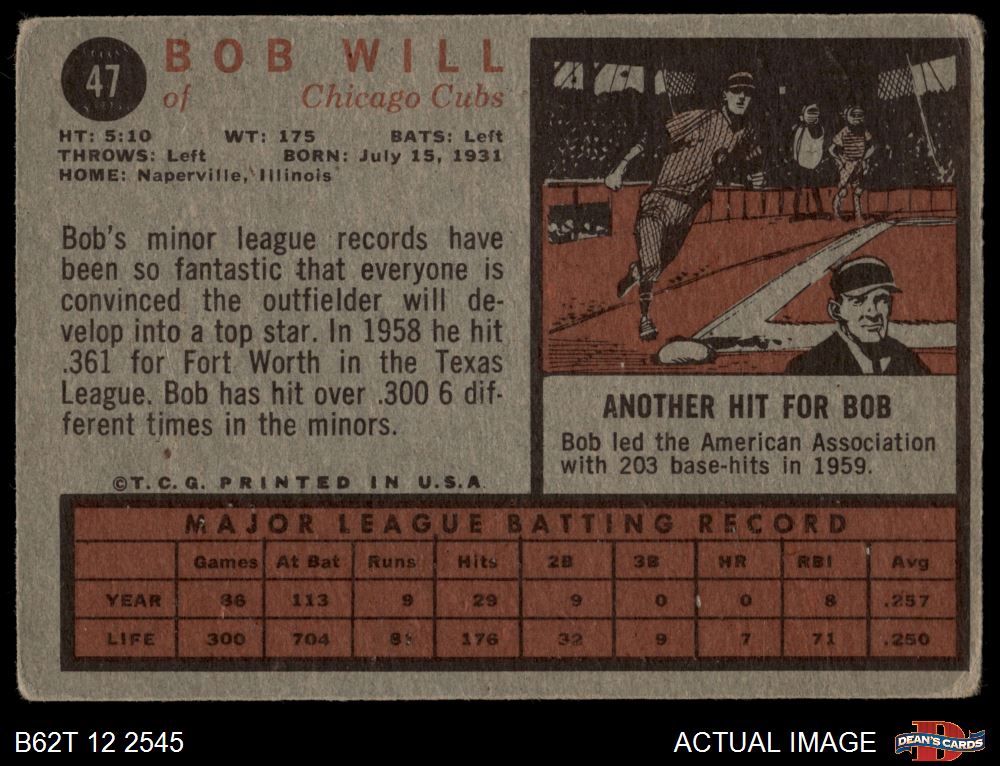 47
BOB WILL
of Chicago Cubs
HT: 5:10 WT: 175 BATS: Left
THROWS: Left BORN: July 15, 1931
HOME: Naperville, Illinois
Bob's minor league records have
been so fantastic that everyone is
convinced the outfielder will de-
velop into a top star. In 1958 he hit
.361 for Fort Worth in the Texas
League. Bob has hit over .300 6 dif-
ferent times in the minors.
©T.C.G. PRINTED IN U.S.A.
ANOTHER HIT FOR BOB
Bob led the American Association
with 203 base-hits in 1959.
MAJOR LEAGUE BATTING RECORD
Games At Bat Runs Hits 2B 3B HR RBI Avg
YEAR 86 113 9 29 9 0 0 8 .257
LIFE 300 704 176 32 9 7 71 .250
B62T 12 2545
ACTUAL IMAGE
DEAN'S CARDS